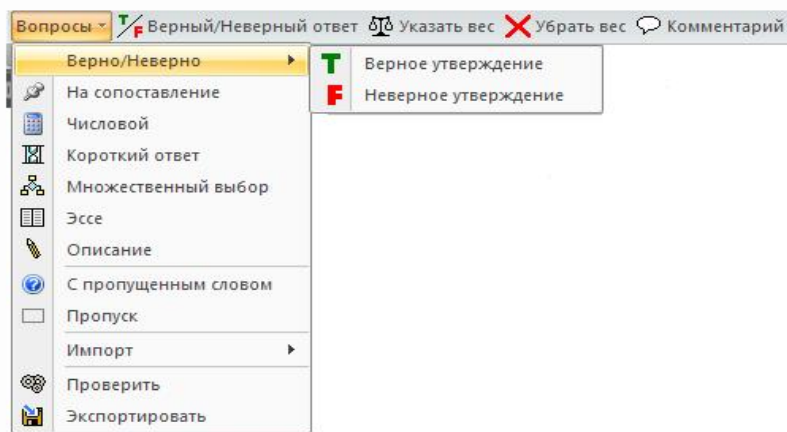 Вопросы T/F Верный/Неверный ответ Указать вес Убрать вес Комментарий
Верно/Неверно
T Верное утверждение
F Неверное утверждение
На сопоставление
Числовой
Короткий ответ
Множественный выбор
Эссе
Описание
С пропущенным словом
Пропуск
Импорт
Проверить
Экспортировать